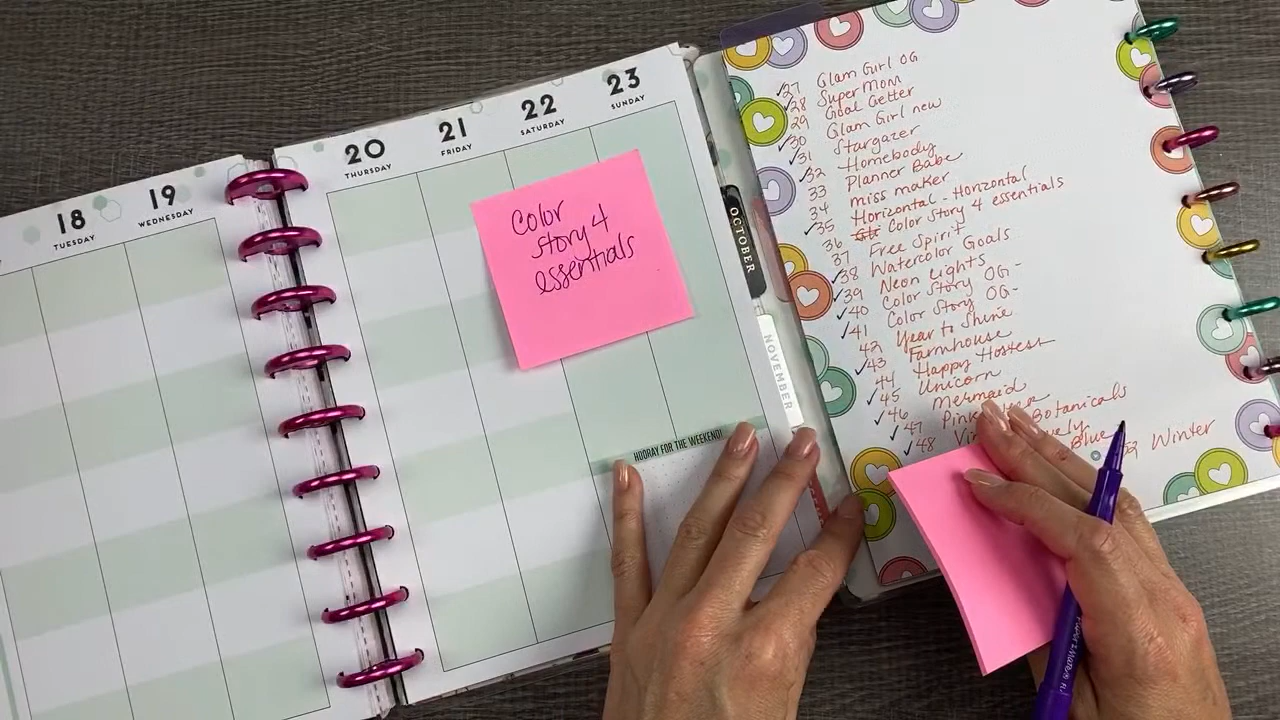 18
TUESDAY
19
WEDNESDAY
20
THURSDAY
21
FRIDAY
22
SATURDAY
23
SUNDAY
Color
story 4
essentials
HOORAY FOR THE WEEKEND!
OCTOBER
NOVEMBER
✓27 Glam Girl OG
✓28 Super Mom
29 Goal Getter
✓30 Glam Girl new
✓31 Stargazer
✓32 Homebody
33 Planner Babe
34 miss maker
✓35 Horizontal - Horizontal
36 Color Story 4 essentials
37 Free Spirit
✓38 Watercolor Goals
✓39 Neon Lights
✓40 Color Story OG-
✓41 Color Story OG-
42 Year to Shine
✓43 Farmhouse
44 Happy Hostess
✓45 Unicorn
✓46 Mermaid
✓47 Pink Botanicals
✓48
Blue
Winter